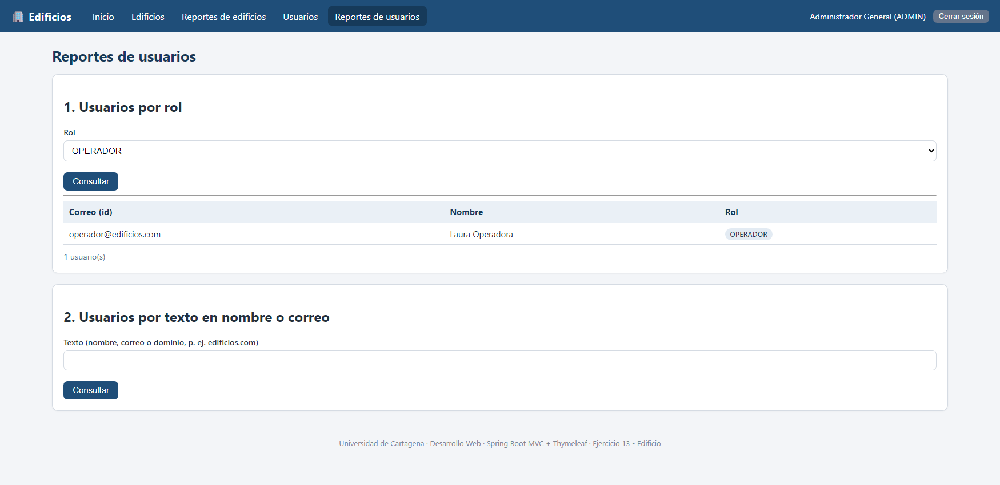 Edificios Inicio Edificios Reportes de edificios Usuarios Reportes de usuarios Administrador General (ADMIN) Cerrar sesión
Reportes de usuarios
1. Usuarios por rol
Rol
OPERADOR
Consultar
Correo (id) Nombre Rol
operador@edificios.com Laura Operadora OPERADOR
1 usuario(s)
2. Usuarios por texto en nombre o correo
Texto (nombre, correo o dominio, p. ej. edificios.com)
Consultar
Universidad de Cartagena · Desarrollo Web · Spring Boot MVC + Thymeleaf · Ejercicio 13 - Edificio